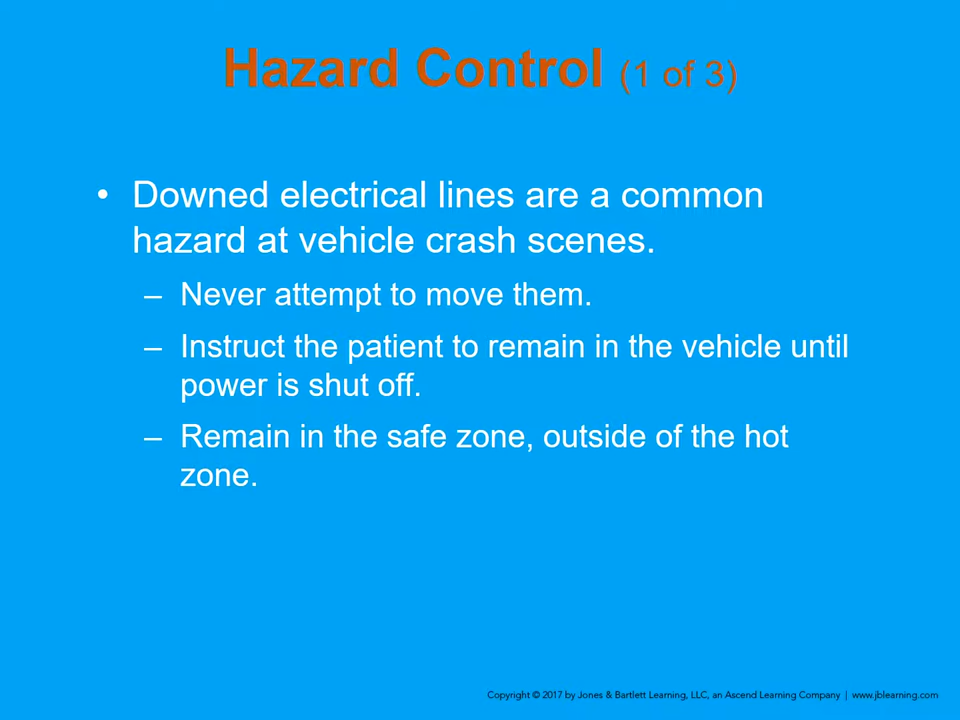 Hazard Control (1 of 3)
• Downed electrical lines are a common
hazard at vehicle crash scenes.
– Never attempt to move them.
– Instruct the patient to remain in the vehicle until
power is shut off.
– Remain in the safe zone, outside of the hot
zone.
Copyright © 2017 by Jones & Bartlett Learning, LLC, an Ascend Learning Company | www.jblearning.com